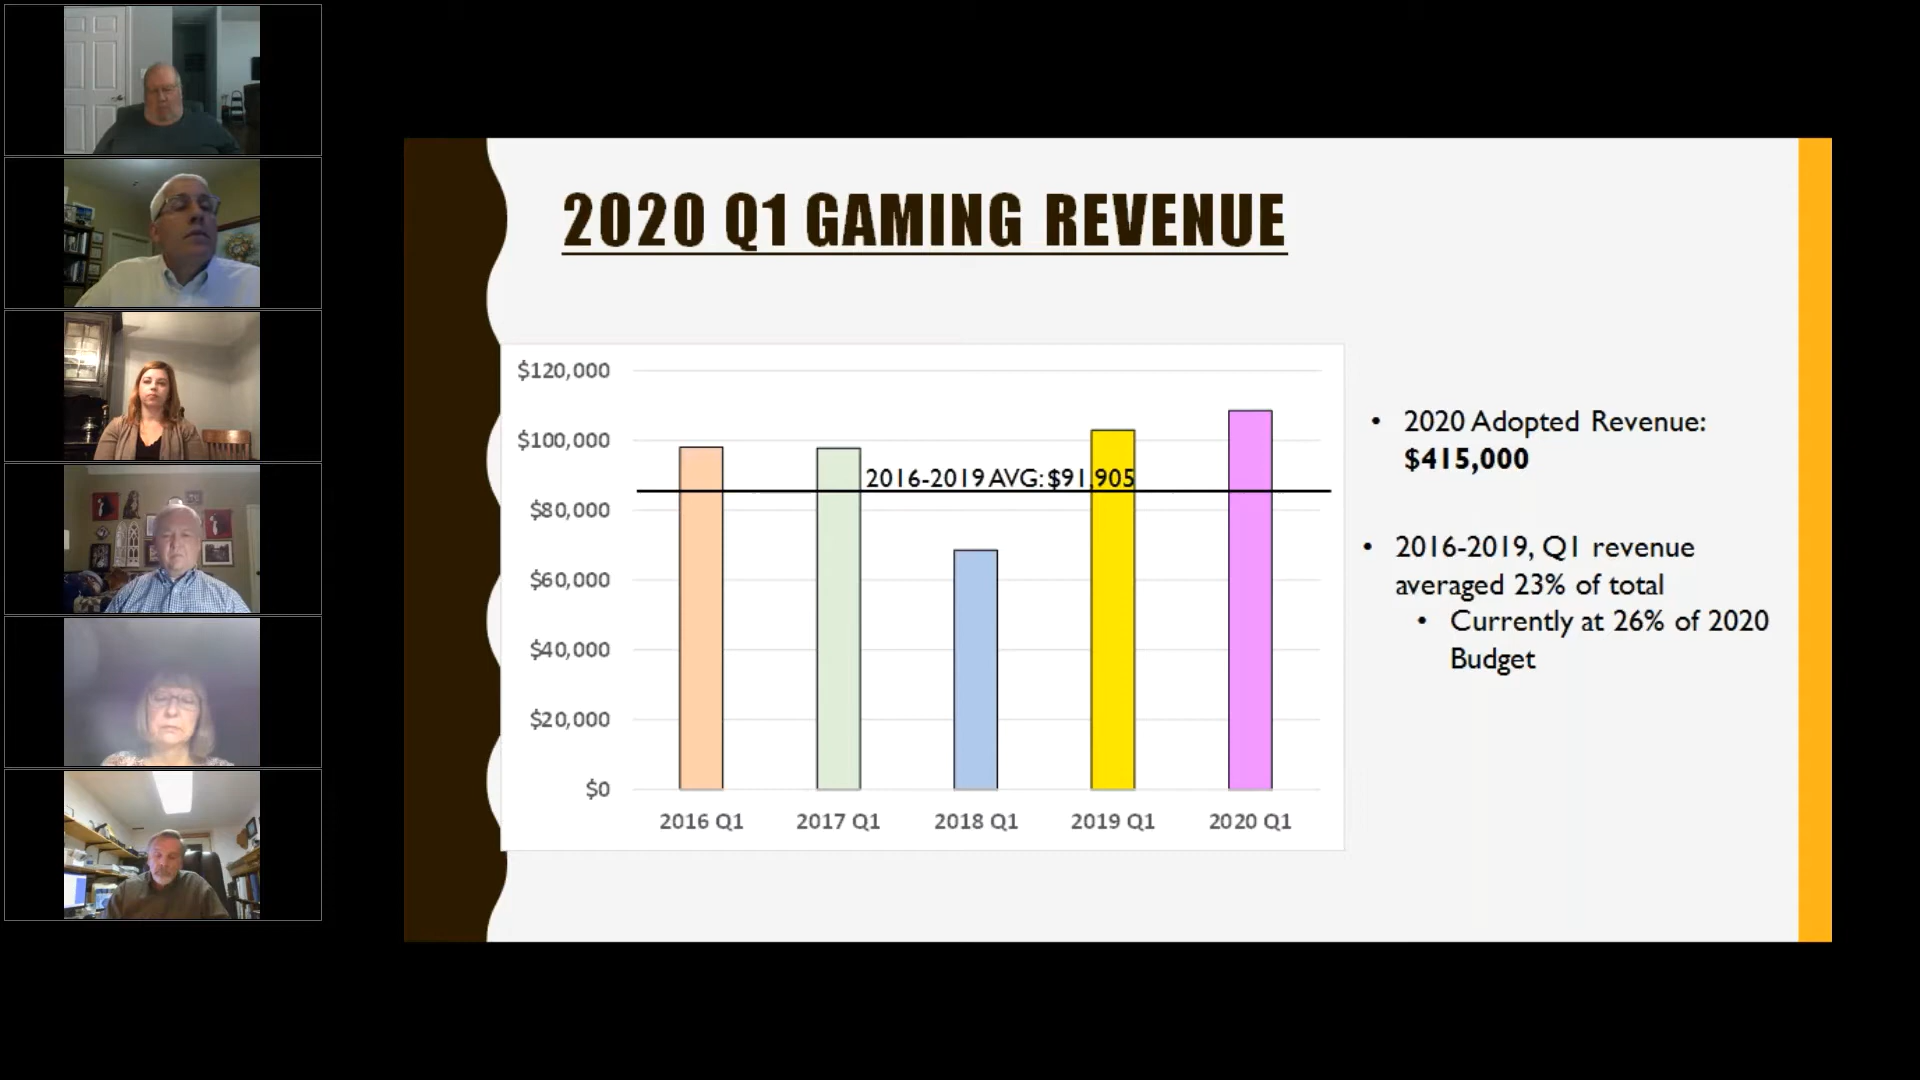 2020 Q1 GAMING REVENUE
$120,000
$100,000
$80,000
$60,000
$40,000
$20,000
$0
2016-2019 AVG: $91,905
2016 Q1
2017 Q1
2018 Q1
2019 Q1
2020 Q1
• 2020 Adopted Revenue:
$415,000
• 2016-2019, Q1 revenue
averaged 23% of total
• Currently at 26% of 2020
Budget